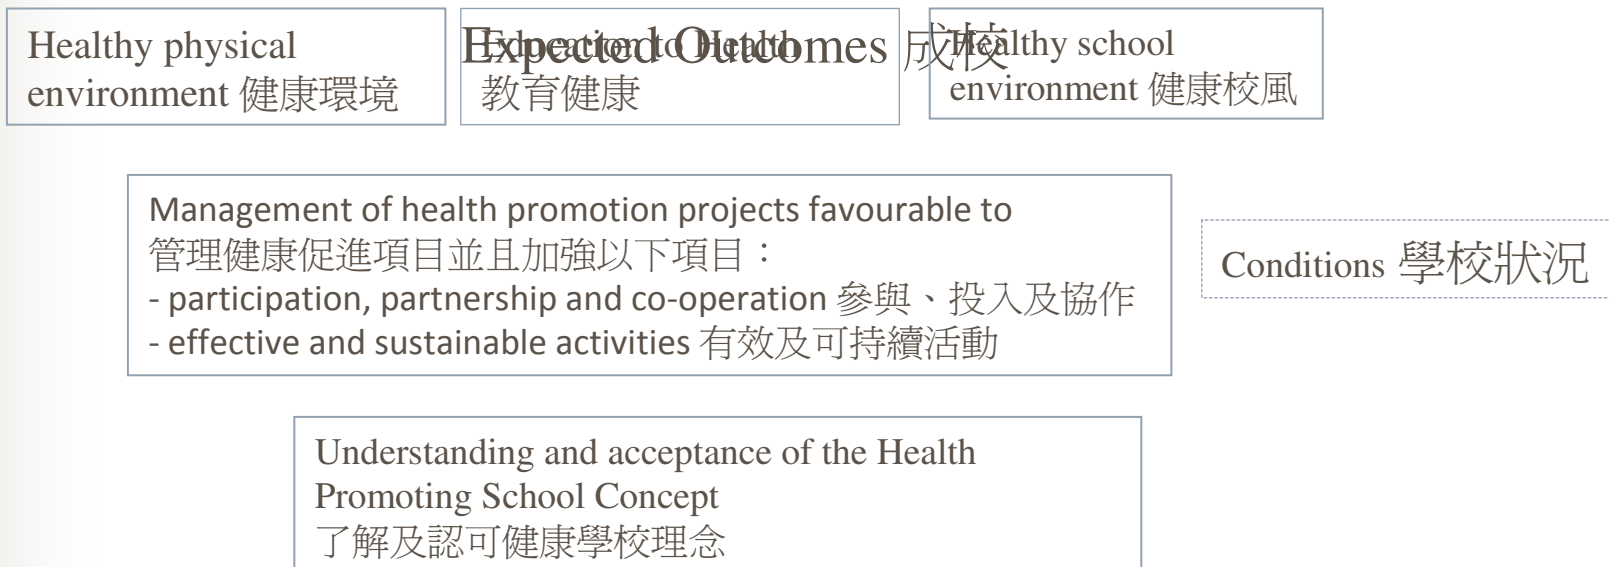 Expected Outcomes
Healthy physical
environment 健康環境
Education to Health
教育健康
Healthy school
environment 健康校風
Management of health promotion projects favourable to
管理健康促進項目並且加強以下項目：
- participation, partnership and co-operation 參與、投入及協作
- effective and sustainable activities 有效及可持續活動
Conditions 學校狀況
Understanding and acceptance of the Health
Promoting School Concept
了解及認可健康學校理念